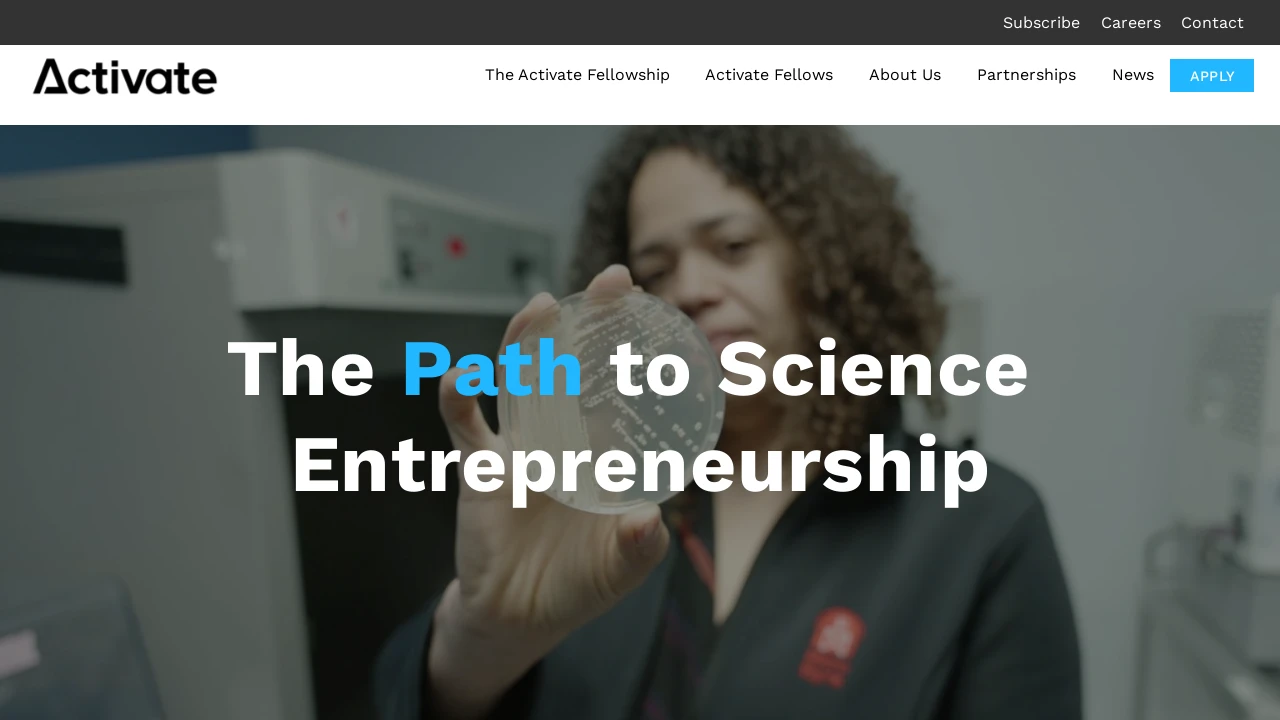 Subscribe Careers Contact
Activate
The Activate Fellowship Activate Fellows About Us Partnerships News APPLY
The Path to Science
Entrepreneurship